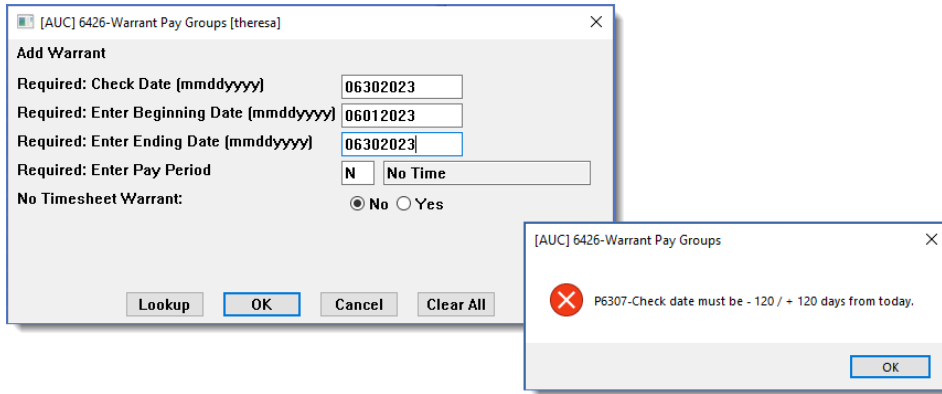 [AUC] 6426-Warrant Pay Groups [theresa]
Add Warrant
Required: Check Date (mmddyyyy) 06302023
Required: Enter Beginning Date (mmddyyyy) 06012023
Required: Enter Ending Date (mmddyyyy) 06302023
Required: Enter Pay Period N No Time
No Timesheet Warrant: No Yes
Lookup OK Cancel Clear All
[AUC] 6426-Warrant Pay Groups
P6307-Check date must be - 120 / + 120 days from today.
OK